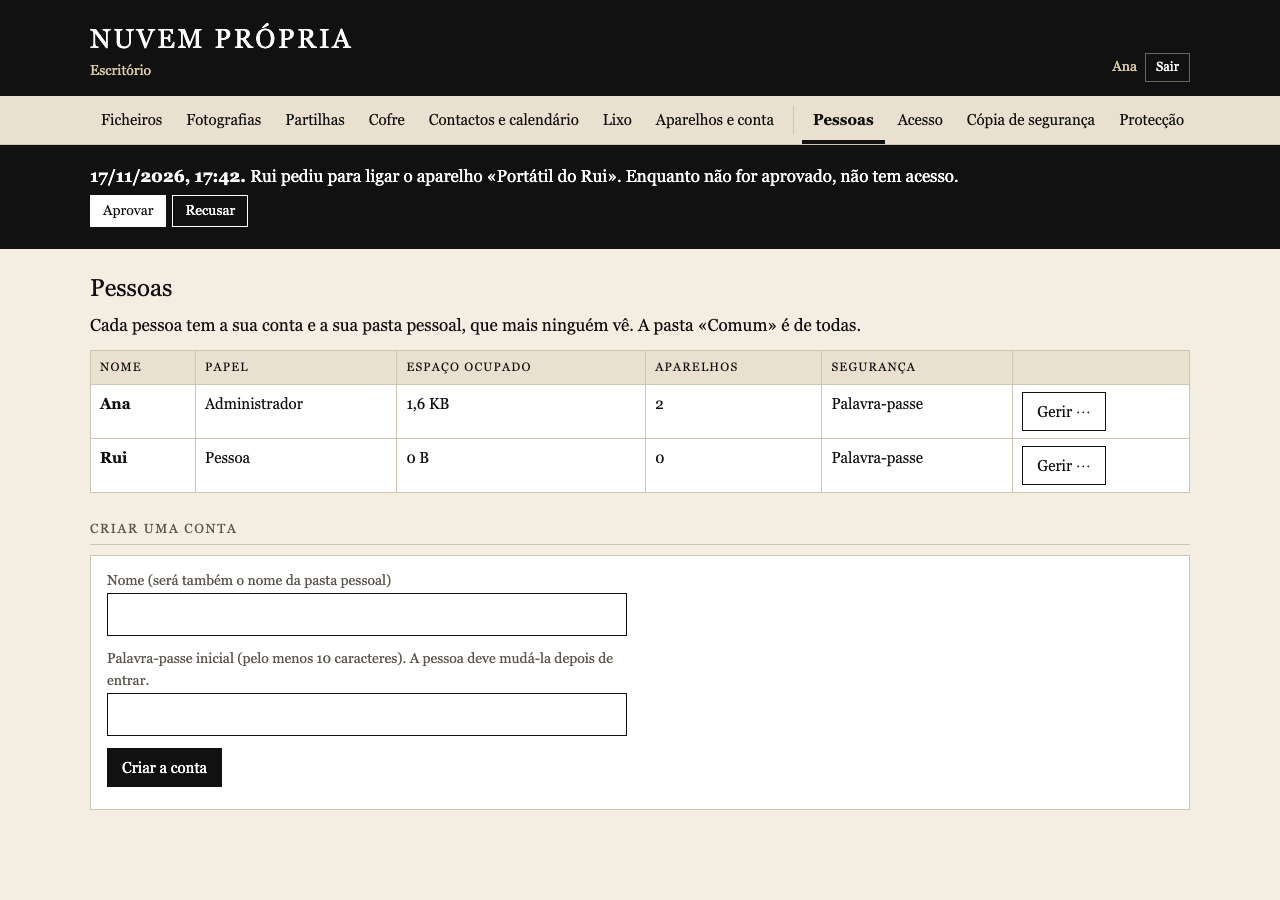 NUVEM PRÓPRIA
Escritório
Ana Sair
Ficheiros Fotografias Partilhas Cofre Contactos e calendário Lixo Aparelhos e conta Pessoas Acesso Cópia de segurança Protecção
17/11/2026, 17:42. Rui pediu para ligar o aparelho «Portátil do Rui». Enquanto não for aprovado, não tem acesso.
Aprovar Recusar
Pessoas
Cada pessoa tem a sua conta e a sua pasta pessoal, que mais ninguém vê. A pasta «Comum» é de todas.
NOME PAPEL ESPAÇO OCUPADO APARELHOS SEGURANÇA
Ana Administrador 1,6 KB 2 Palavra-passe Gerir ···
Rui Pessoa 0 B 0 Palavra-passe Gerir ···
CRIAR UMA CONTA
Nome (será também o nome da pasta pessoal)
Palavra-passe inicial (pelo menos 10 caracteres). A pessoa deve mudá-la depois de
entrar.
Criar a conta